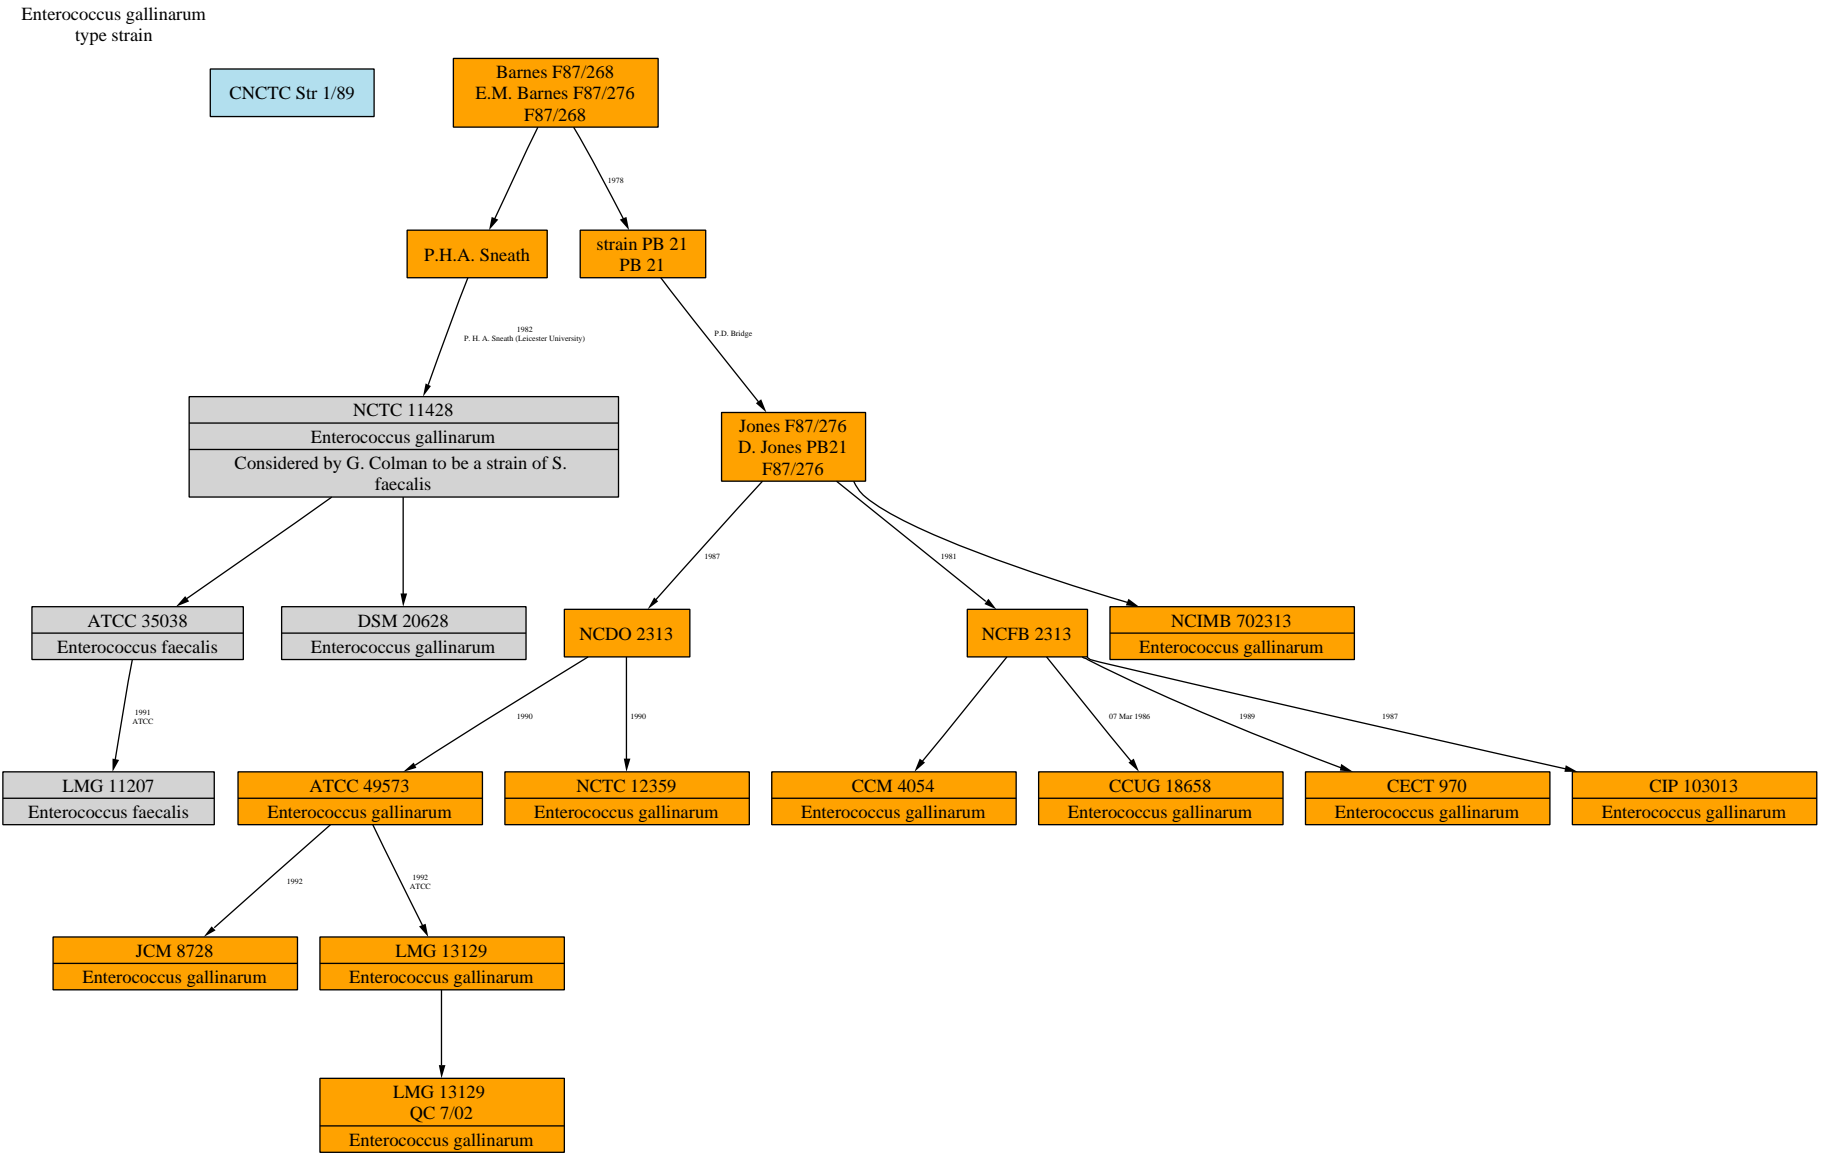 Enterococcus gallinarum
type strain
CNCTC Str 1/89
Barnes F87/268
E.M. Barnes F87/276
F87/268
1978
P.H.A. Sneath
strain PB 21
PB 21
1982
P. H. A. Sneath (Leicester University)
P.D. Bridge
NCTC 11428
Enterococcus gallinarum
Considered by G. Colman to be a strain of S.
faecalis
Jones F87/276
D. Jones PB21
F87/276
1987
1981
ATCC 35038
Enterococcus faecalis
DSM 20628
Enterococcus gallinarum
NCDO 2313
NCFB 2313
NCIMB 702313
Enterococcus gallinarum
1991
ATCC
1990
1990
07 Mar 1986
1989
1987
LMG 11207
Enterococcus faecalis
ATCC 49573
Enterococcus gallinarum
NCTC 12359
Enterococcus gallinarum
CCM 4054
Enterococcus gallinarum
CCUG 18658
Enterococcus gallinarum
CECT 970
Enterococcus gallinarum
CIP 103013
Enterococcus gallinarum
1992
1992
ATCC
JCM 8728
Enterococcus gallinarum
LMG 13129
Enterococcus gallinarum
LMG 13129
QC 7/02
Enterococcus gallinarum